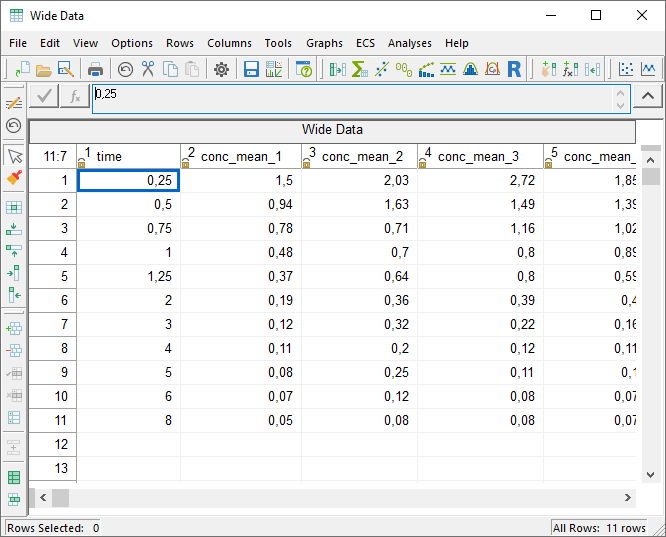 Wide Data
File Edit View Options Rows Columns Tools Graphs ECS Analyses Help
fx R
0,25
Wide Data
11:7 1 time 2 conc_mean_1 3 conc_mean_2 4 conc_mean_3 5 conc_mean_
1 0,25 1,5 2,03 2,72 1,85
2 0,5 0,94 1,63 1,49 1,39
3 0,75 0,78 0,71 1,16 1,02
4 1 0,48 0,7 0,8 0,89
5 1,25 0,37 0,64 0,8 0,59
6 2 0,19 0,36 0,39 0,4
7 3 0,12 0,32 0,22 0,16
8 4 0,11 0,2 0,12 0,11
9 5 0,08 0,25 0,11 0,1
10 6 0,07 0,12 0,08 0,07
11 8 0,05 0,08 0,08 0,07
12
13
Rows Selected: 0 All Rows: 11 rows